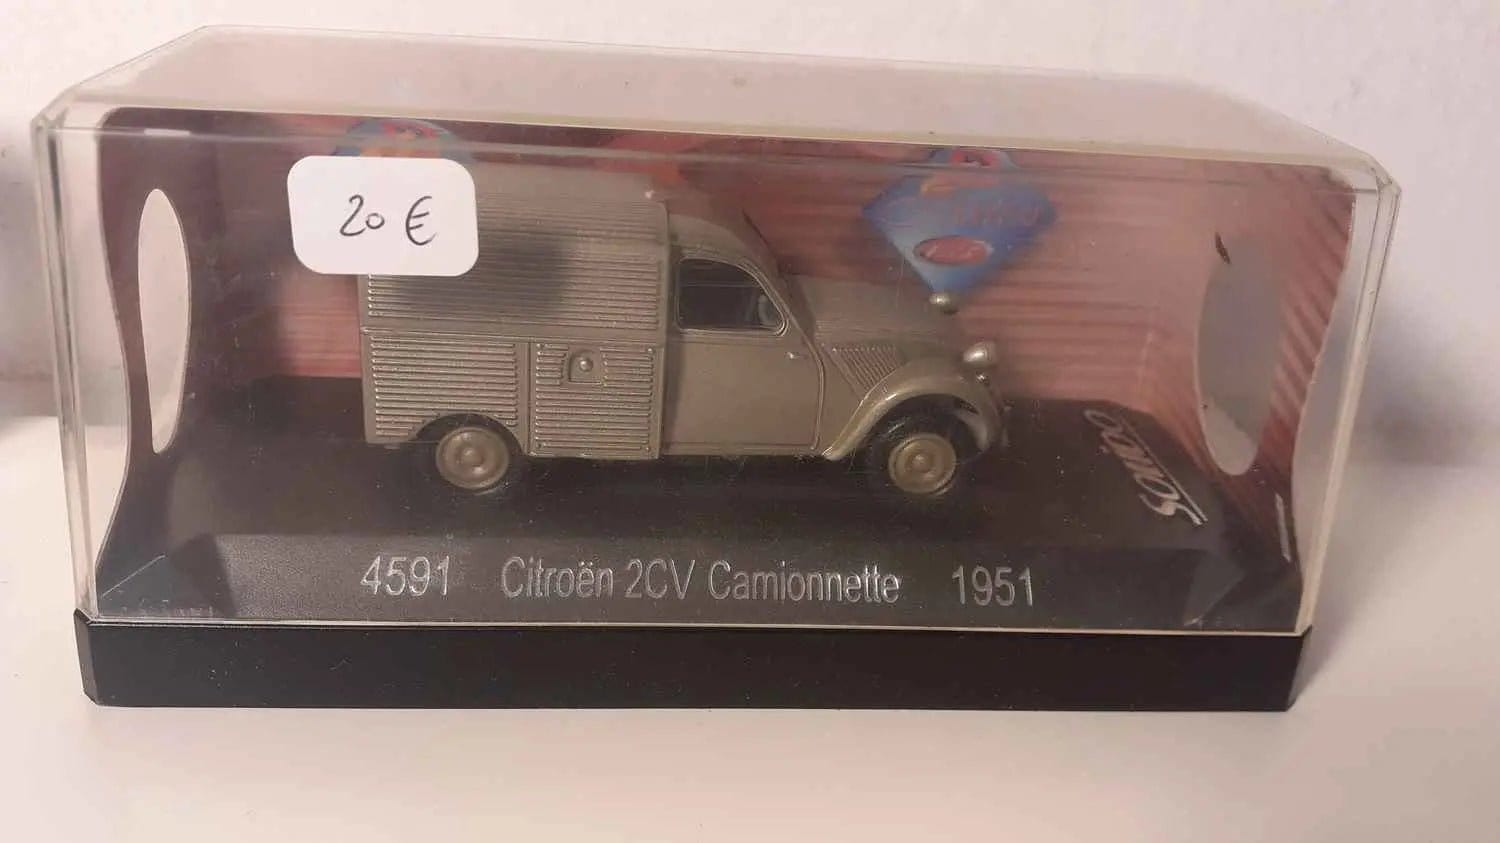 20 €
SOLIDO
4591 Citroën 2CV Camionnette 1951